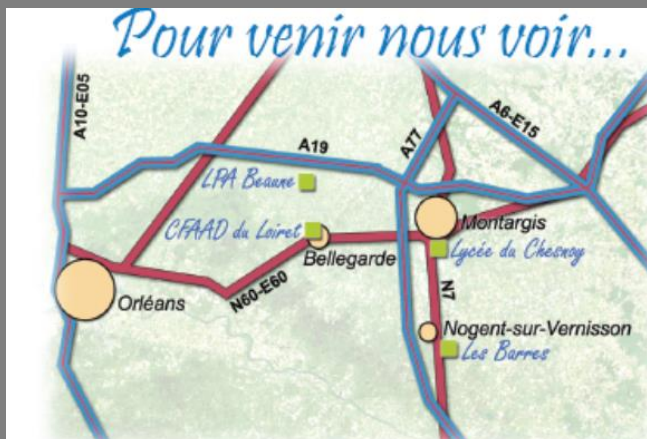 Pour venir nous voir...
A10-E05
A6-E15
A77
A19
LPA Beaune
CFAAD du Loiret
Montargis
Bellegarde
Lycée du Chesnoy
N60-E60
N7
Orléans
Nogent-sur-Vernisson
Les Barres